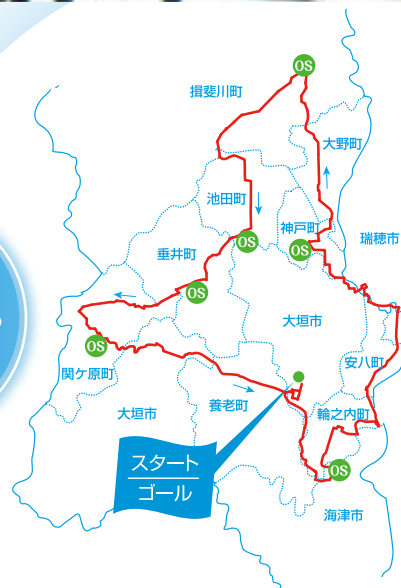 OS
揖斐川町
大野町
池田町
OS
神戸町
OS
瑞穂市
垂井町
OS
大垣市
OS
安八町
関ケ原町
養老町
輪之内町
大垣市
スタート
ゴール
OS
海津市